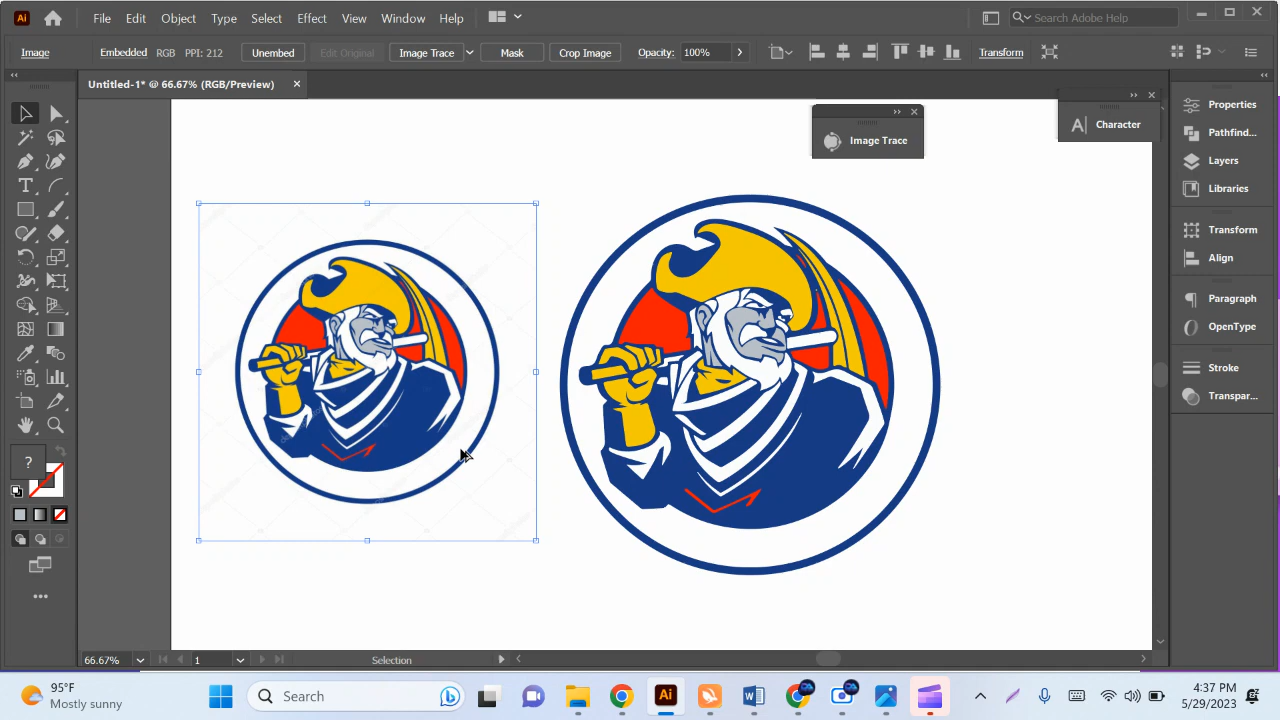 Ai File Edit Object Type Select Effect View Window Help Search Adobe Help
Image Embedded RGB PPI: 212 Unembed Edit Original Image Trace Mask Crop Image Opacity: 100% Transform
Untitled-1* @ 66.67% (RGB/Preview)
Image Trace
A Character
Properties
Pathfind...
Layers
Libraries
Transform
Align
Paragraph
OpenType
Stroke
Transpar...
?
66.67% 1 Selection
95°F
Mostly sunny
Search
Ai
4:37 PM
5/29/2023